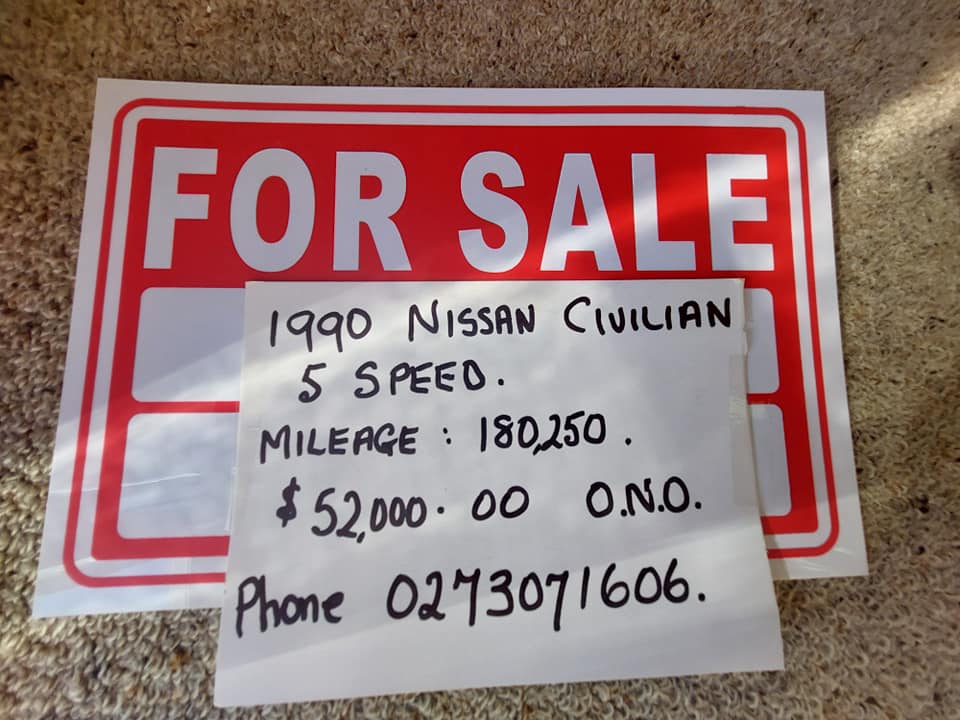 FOR SALE
1990 NISSAN CIVILIAN
5 SPEED.
MILEAGE : 180,250.
$52,000.00 O.N.O.
Phone 0273071606.